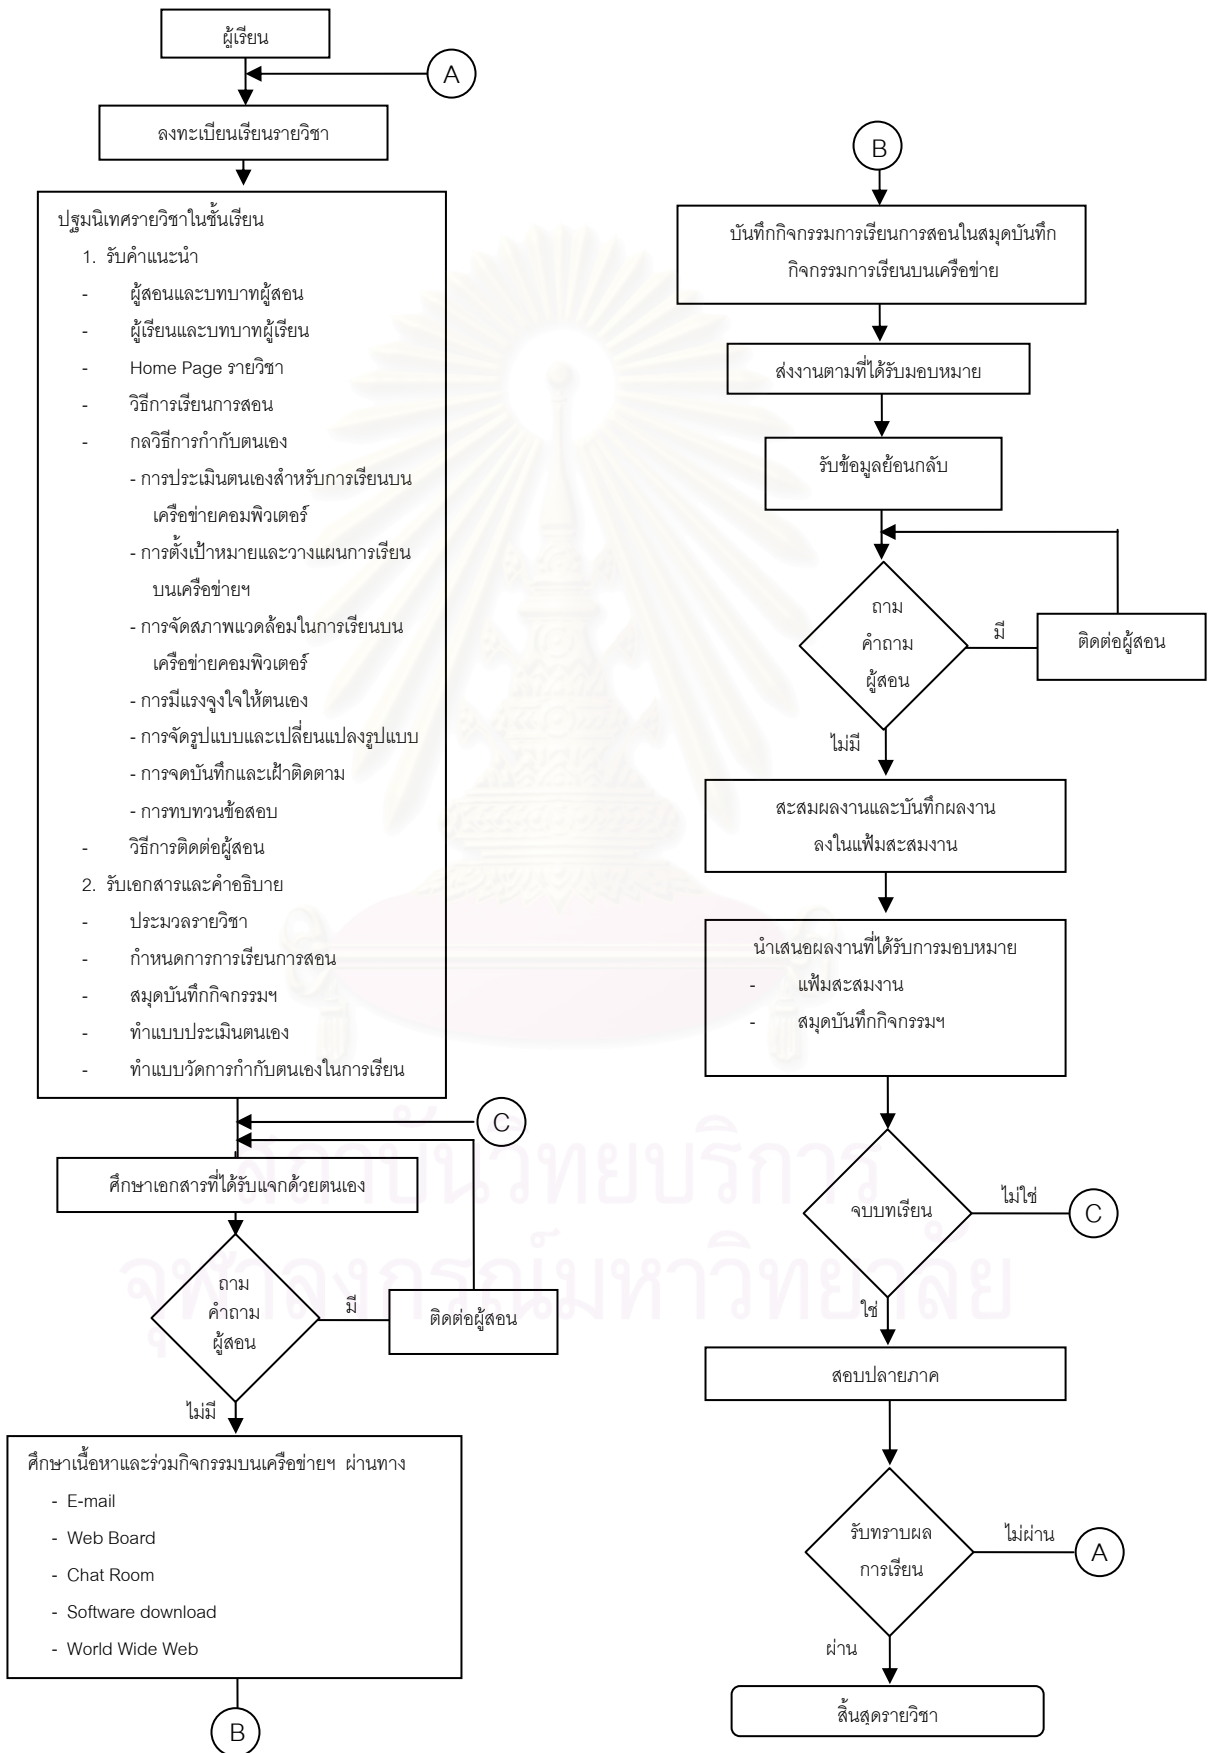 ผู้เรียน
A
ลงทะเบียนเรียนรายวิชา
ปฐมนิเทศรายวิชาในชั้นเรียน
1. รับคำแนะนำ
- ผู้สอนและบทบาทผู้สอน
- ผู้เรียนและบทบาทผู้เรียน
- Home Page รายวิชา
- วิธีการเรียนการสอน
- กลวิธีการกำกับตนเอง
- การประเมินตนเองสำหรับการเรียนบน
เครือข่ายคอมพิวเตอร์
- การตั้งเป้าหมายและวางแผนการเรียน
บนเครือข่ายฯ
- การจัดสภาพแวดล้อมในการเรียนบน
เครือข่ายคอมพิวเตอร์
- การมีแรงจูงใจให้ตนเอง
- การจัดรูปแบบและเปลี่ยนแปลงรูปแบบ
- การจดบันทึกและเฝ้าติดตาม
- การทบทวนข้อสอบ
- วิธีการติดต่อผู้สอน
2. รับเอกสารและคำอธิบาย
- ประมวลรายวิชา
- กำหนดการการเรียนการสอน
- สมุดบันทึกกิจกรรมฯ
- ทำแบบประเมินตนเอง
- ทำแบบวัดการกำกับตนเองในการเรียน
C
ศึกษาเอกสารที่ได้รับแจกด้วยตนเอง
ถาม
คำถาม
ผู้สอน
มี
ติดต่อผู้สอน
ไม่มี
ศึกษาเนื้อหาและร่วมกิจกรรมบนเครือข่ายฯ ผ่านทาง
- E-mail
- Web Board
- Chat Room
- Software download
- World Wide Web
B
B
บันทึกกิจกรรมการเรียนการสอนในสมุดบันทึก
กิจกรรมการเรียนบนเครือข่าย
ส่งงานตามที่ได้รับมอบหมาย
รับข้อมูลย้อนกลับ
ถาม
คำถาม
ผู้สอน
มี
ติดต่อผู้สอน
ไม่มี
สะสมผลงานและบันทึกผลงาน
ลงในแฟ้มสะสมงาน
นำเสนอผลงานที่ได้รับการมอบหมาย
- แฟ้มสะสมงาน
- สมุดบันทึกกิจกรรมฯ
จบบทเรียน
ไม่ใช่
C
ใช่
สอบปลายภาค
รับทราบผล
การเรียน
ไม่ผ่าน
A
ผ่าน
สิ้นสุดรายวิชา
สถาบันวิทยบริการ
จุฬาลงกรณ์มหาวิทยาลัย